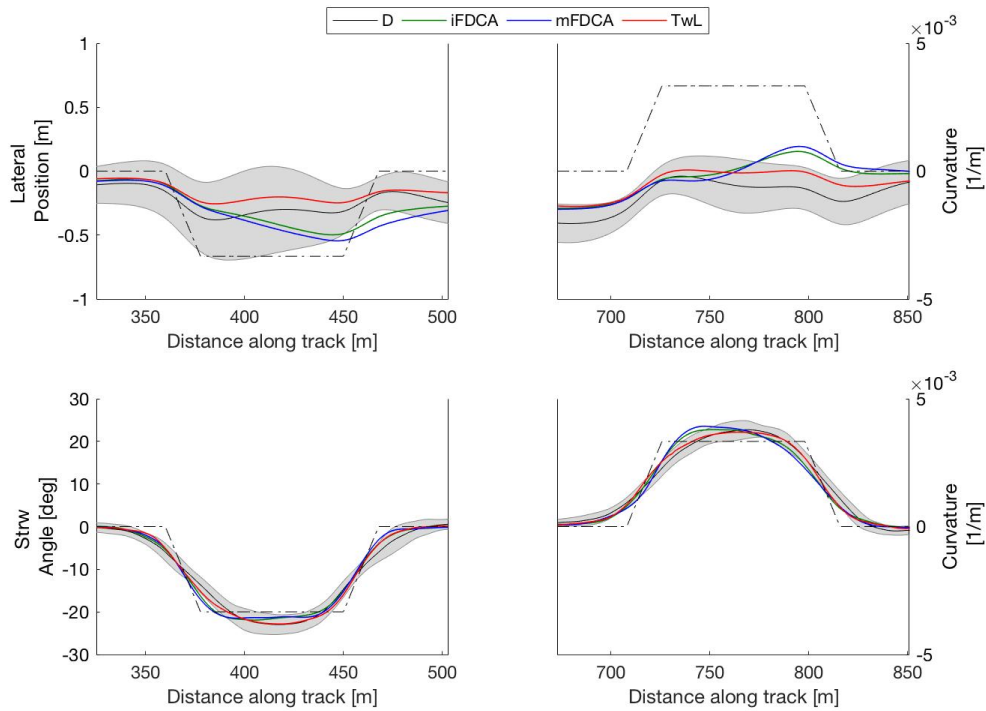 D iFDCA mFDCA TwL
1
0.5
0
-0.5
-1
Lateral
Position [m]
350 400 450 500
Distance along track [m]
×10⁻³
5
0
-5
Curvature
[1/m]
700 750 800 850
Distance along track [m]
30
20
10
0
-10
-20
-30
Strw
Angle [deg]
350 400 450 500
Distance along track [m]
×10⁻³
5
0
-5
Curvature
[1/m]
700 750 800 850
Distance along track [m]